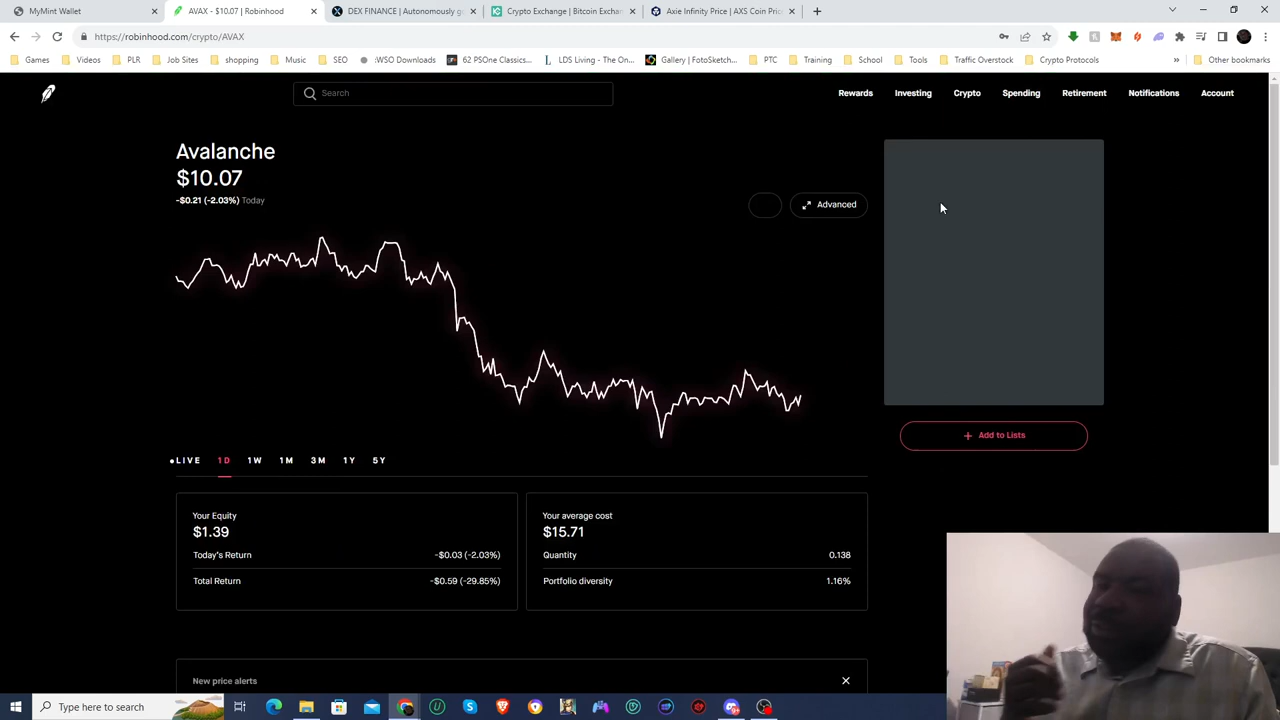 MyMint Wallet
AVAX - $10.07 | Robinhood
DEX FINANCE | Autonomously go
Crypto Exchange | Bitcoin Exchan
Axie Infinity Price | AXS Coin Pric
https://robinhood.com/crypto/AVAX
Games
Videos
PLR
Job Sites
shopping
Music
SEO
:WSO Downloads
62 PSOne Classics...
LDS Living - The On...
Gallery | FotoSketch...
PTC
Training
School
Tools
Traffic Overstock
Crypto Protocols
»
Other bookmarks
Search
Rewards
Investing
Crypto
Spending
Retirement
Notifications
Account
Avalanche
$10.07
-$0.21 (-2.03%) Today
Advanced
+ Add to Lists
LIVE 1D 1W 1M 3M 1Y 5Y
Your Equity
$1.39
Today's Return -$0.03 (-2.03%)
Total Return -$0.59 (-29.85%)
Your average cost
$15.71
Quantity 0.138
Portfolio diversity 1.16%
New price alerts
Type here to search